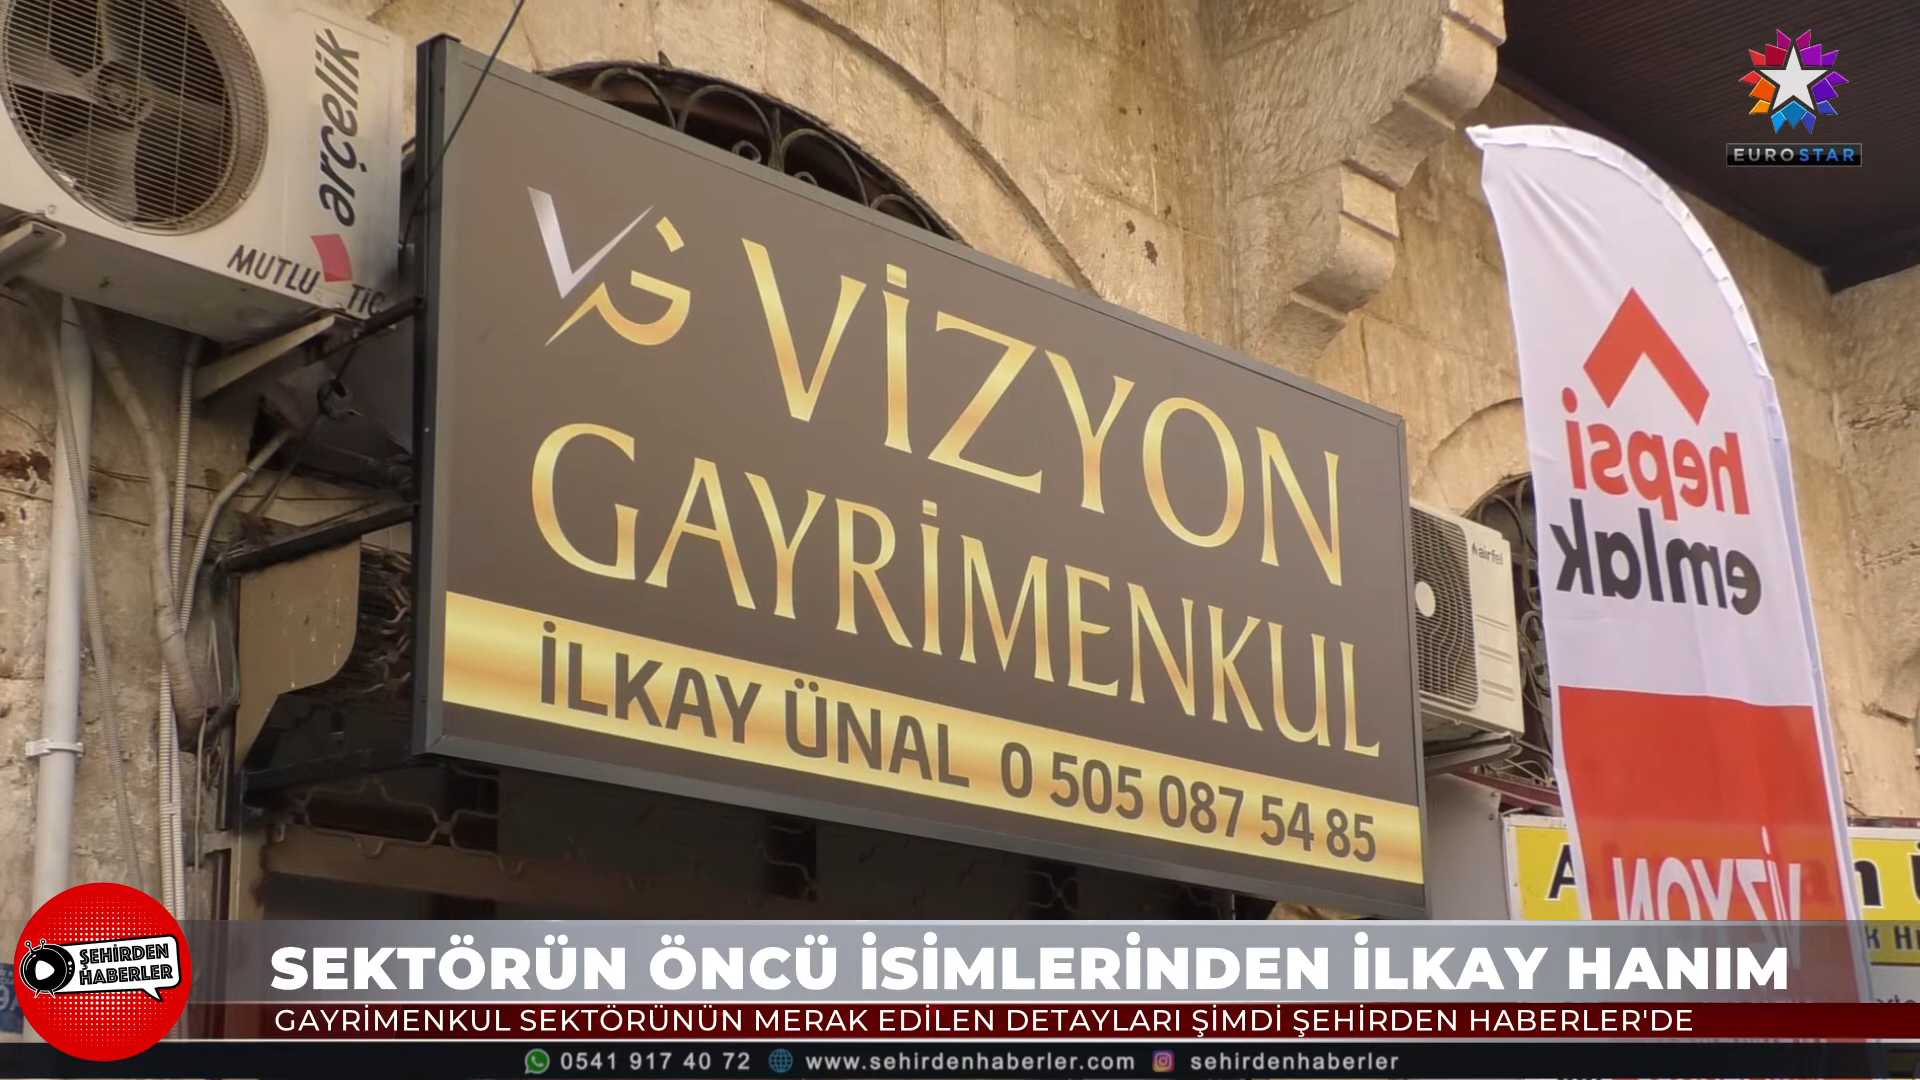 arçelik
MUTLU TİC
EUROSTAR
VG VİZYON
GAYRİMENKUL
İLKAY ÜNAL 0 505 087 54 85
hepsi
emlak
VİZYON
ŞEHİRDEN
HABERLER
SEKTÖRÜN ÖNCÜ İSİMLERİNDEN İLKAY HANIM
GAYRİMENKUL SEKTÖRÜNÜN MERAK EDİLEN DETAYLARI ŞİMDİ ŞEHİRDEN HABERLER'DE
0541 917 40 72 www.sehirdenhaberler.com sehirdenhaberler